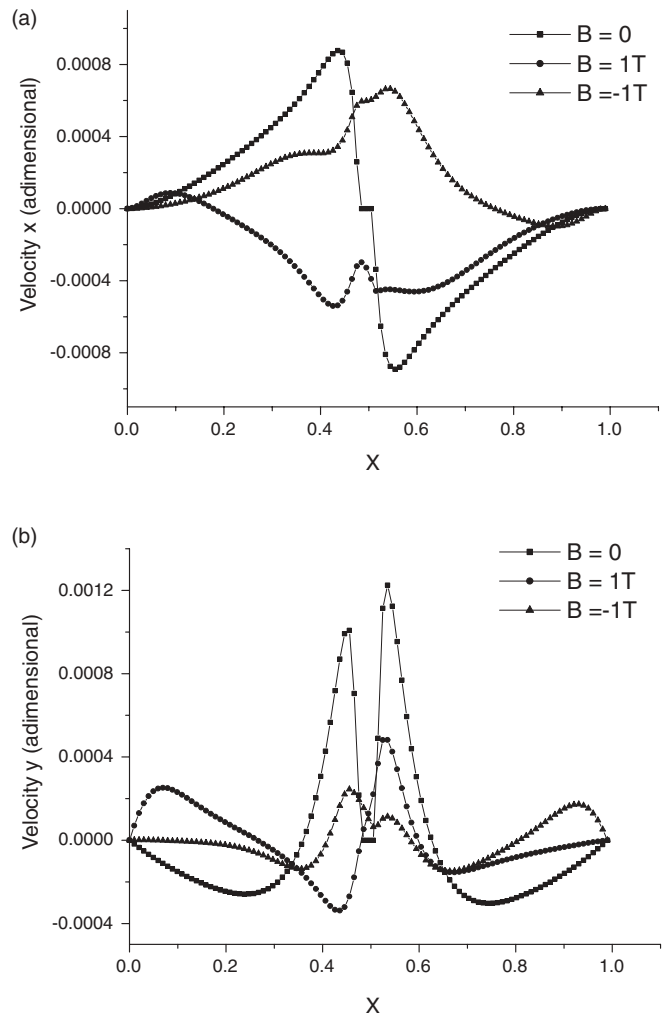 (a)
B = 0
B = 1T
B =-1T
0.0008
0.0004
0.0000
-0.0004
-0.0008
Velocity x (adimensional)
0.0 0.2 0.4 0.6 0.8 1.0
X
(b)
B = 0
B = 1T
B =-1T
0.0012
0.0008
0.0004
0.0000
-0.0004
Velocity y (adimensional)
0.0 0.2 0.4 0.6 0.8 1.0
X